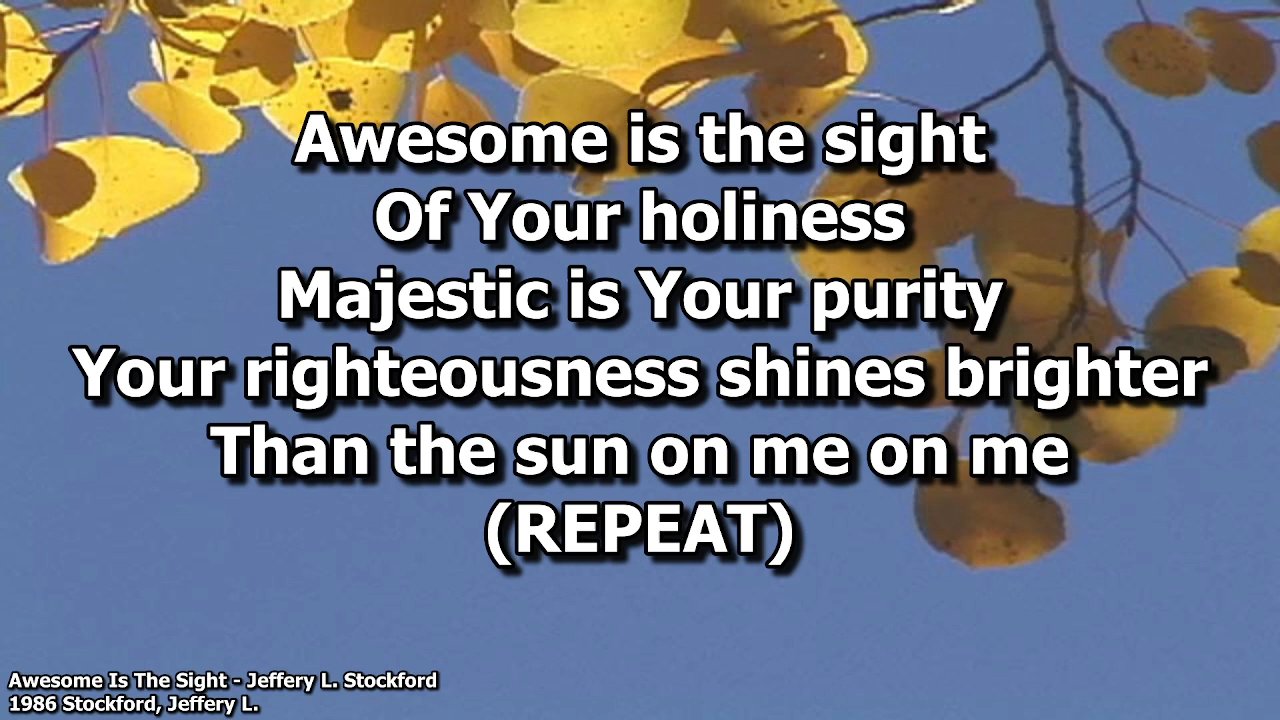 Awesome is the sight
Of Your holiness
Majestic is Your purity
Your righteousness shines brighter
Than the sun on me on me
(REPEAT)
Awesome Is The Sight - Jeffery L. Stockford
1986 Stockford, Jeffery L.